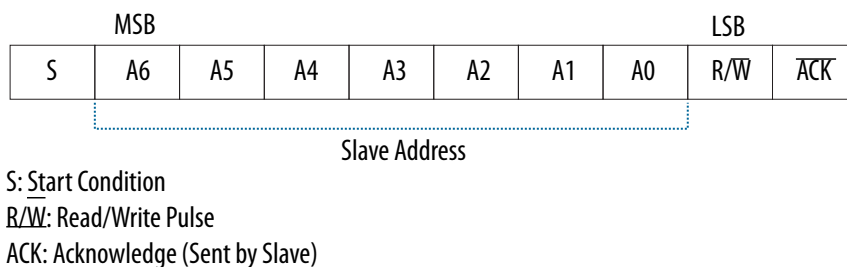 MSB LSB
S A6 A5 A4 A3 A2 A1 A0 R/W ACK
Slave Address
S: Start Condition
R/W: Read/Write Pulse
ACK: Acknowledge (Sent by Slave)